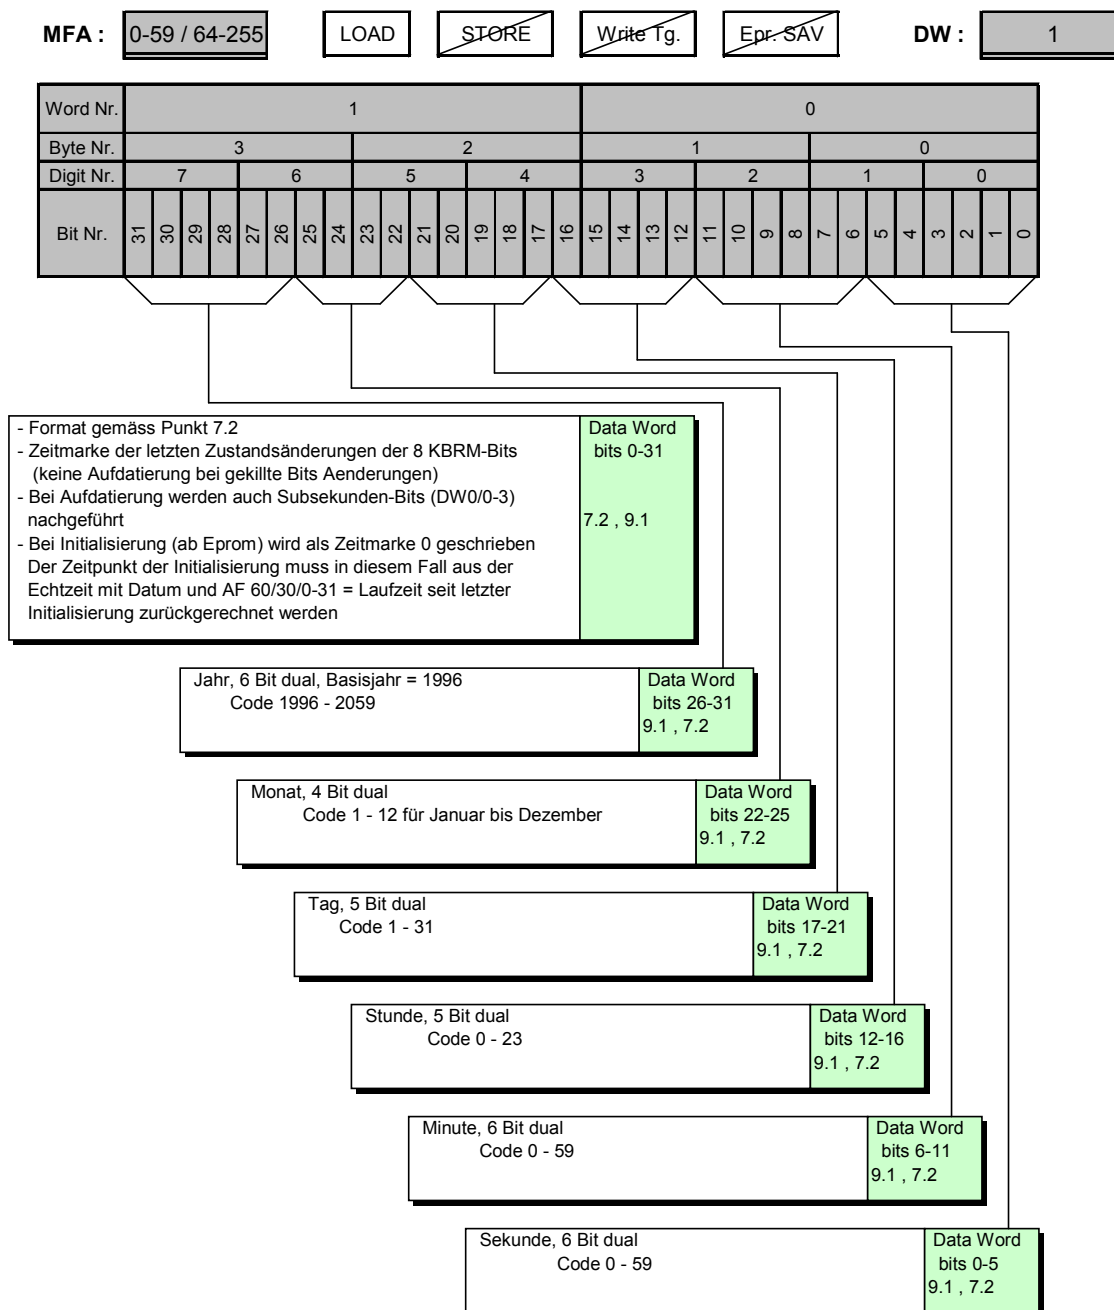 MFA : 0-59 / 64-255 LOAD STORE Write Tg. Epr. SAV DW : 1
Word Nr. 1 0
Byte Nr. 3 2 1 0
Digit Nr. 7 6 5 4 3 2 1 0
Bit Nr. 31 30 29 28 27 26 25 24 23 22 21 20 19 18 17 16 15 14 13 12 11 10 9 8 7 6 5 4 3 2 1 0
- Format gemäss Punkt 7.2
- Zeitmarke der letzten Zustandsänderungen der 8 KBRM-Bits
(keine Aufdatierung bei gekillte Bits Aenderungen)
- Bei Aufdatierung werden auch Subsekunden-Bits (DW0/0-3)
nachgeführt
- Bei Initialisierung (ab Eprom) wird als Zeitmarke 0 geschrieben
Der Zeitpunkt der Initialisierung muss in diesem Fall aus der
Echtzeit mit Datum und AF 60/30/0-31 = Laufzeit seit letzter
Initialisierung zurückgerechnet werden
Data Word
bits 0-31
7.2 , 9.1
Jahr, 6 Bit dual, Basisjahr = 1996
Code 1996 - 2059
Data Word
bits 26-31
9.1 , 7.2
Monat, 4 Bit dual
Code 1 - 12 für Januar bis Dezember
Data Word
bits 22-25
9.1 , 7.2
Tag, 5 Bit dual
Code 1 - 31
Data Word
bits 17-21
9.1 , 7.2
Stunde, 5 Bit dual
Code 0 - 23
Data Word
bits 12-16
9.1 , 7.2
Minute, 6 Bit dual
Code 0 - 59
Data Word
bits 6-11
9.1 , 7.2
Sekunde, 6 Bit dual
Code 0 - 59
Data Word
bits 0-5
9.1 , 7.2